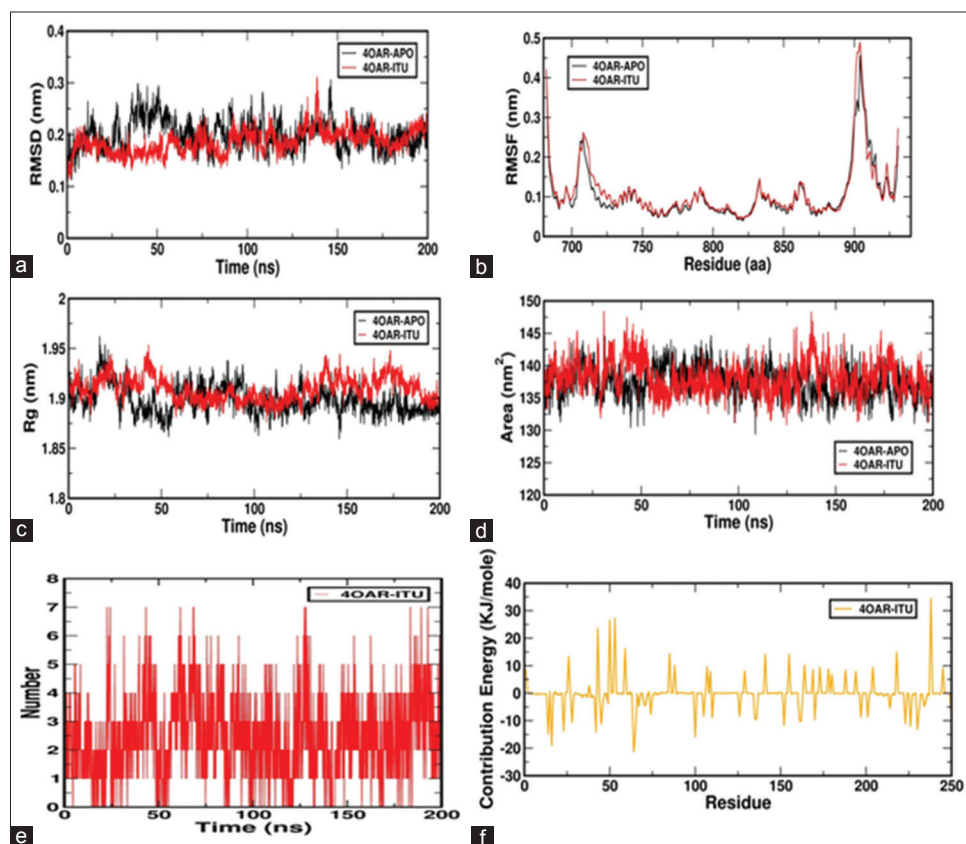 0.4
0.3
0.2
0.1
0
RMSD (nm)
4OAR-APO
4OAR-ITU
0 50 100 150 200
Time (ns)
a
0.5
0.4
0.3
0.2
0.1
0
RMSF (nm)
4OAR-APO
4OAR-ITU
700 750 800 850 900
Residue (aa)
b
2
1.95
1.9
1.85
1.8
Rg (nm)
4OAR-APO
4OAR-ITU
0 50 100 150 200
Time (ns)
c
150
145
140
135
130
125
120
Area (nm²)
4OAR-APO
4OAR-ITU
0 50 100 150 200
Time (ns)
d
8
7
6
5
4
3
2
1
0
Number
4OAR-ITU
0 50 100 150 200
Time (ns)
e
40
30
20
10
0
-10
-20
-30
Contribution Energy (KJ/mole)
4OAR-ITU
0 50 100 150 200 250
Residue
f